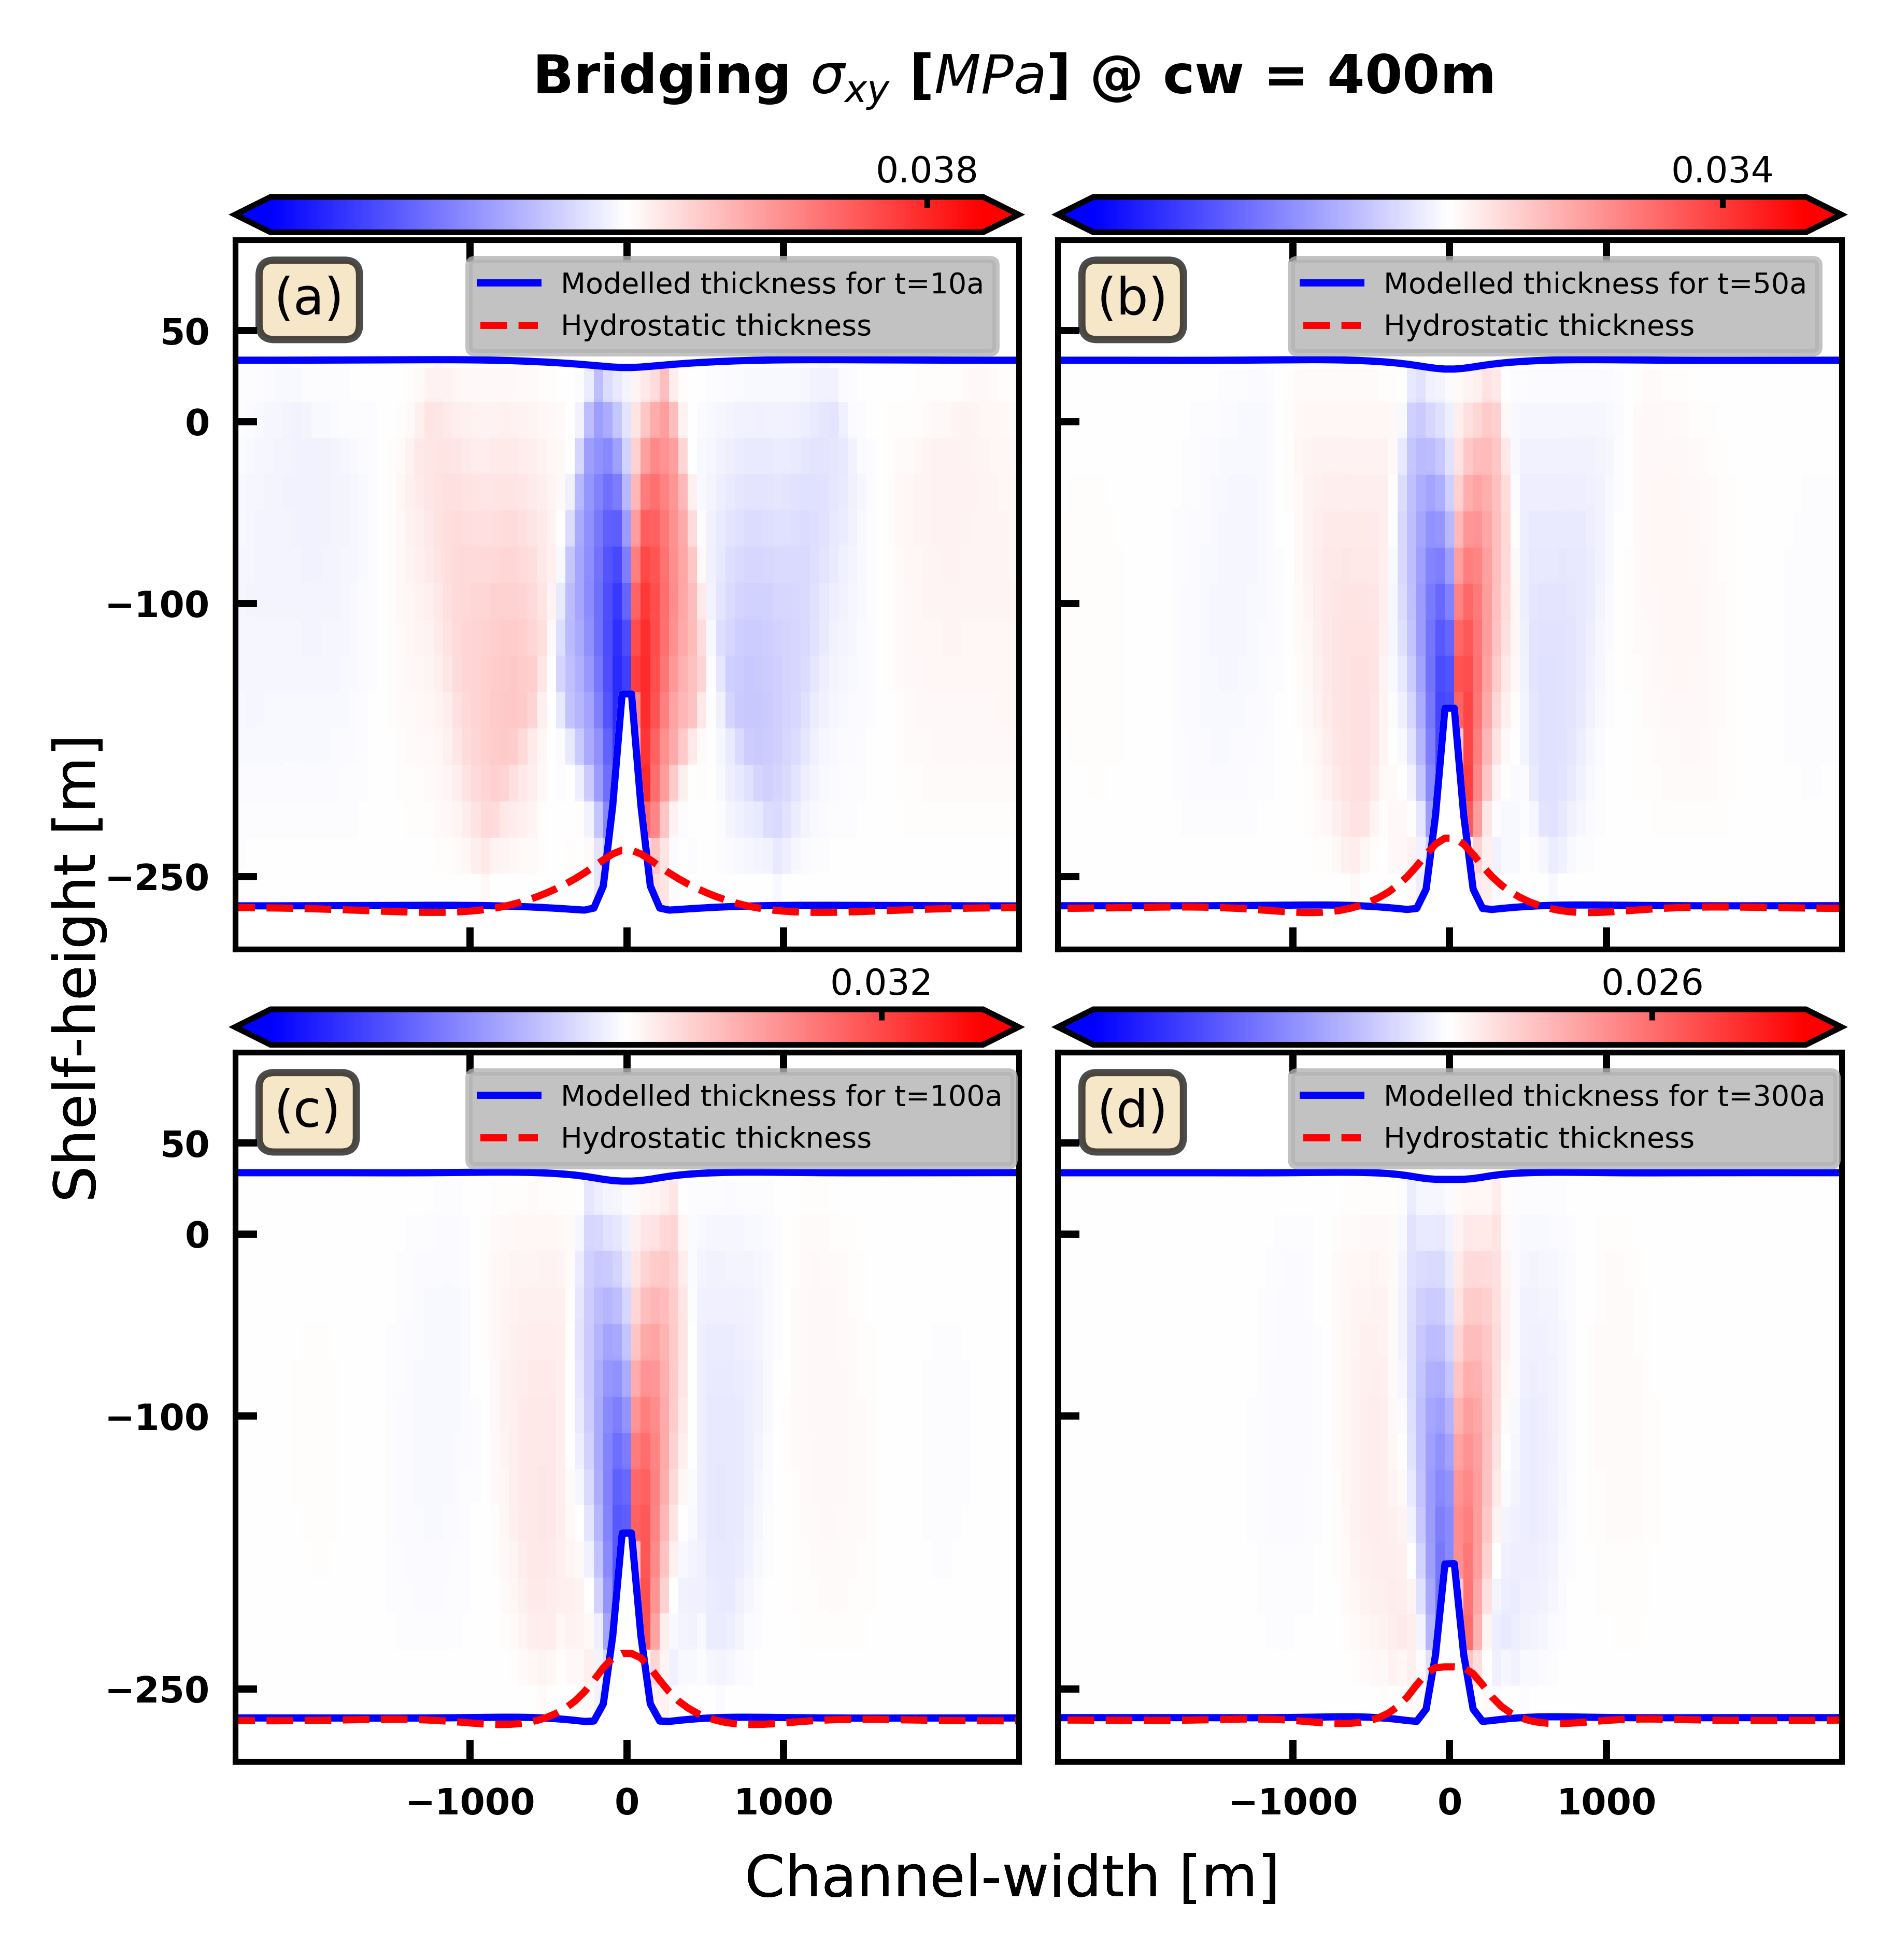 Bridging σxy [MPa] @ cw = 400m
0.038
(a)
Modelled thickness for t=10a
Hydrostatic thickness
50
0
−100
−250
0.034
(b)
Modelled thickness for t=50a
Hydrostatic thickness
Shelf-height [m]
0.032
(c)
Modelled thickness for t=100a
Hydrostatic thickness
50
0
−100
−250
−1000 0 1000
0.026
(d)
Modelled thickness for t=300a
Hydrostatic thickness
−1000 0 1000
Channel-width [m]